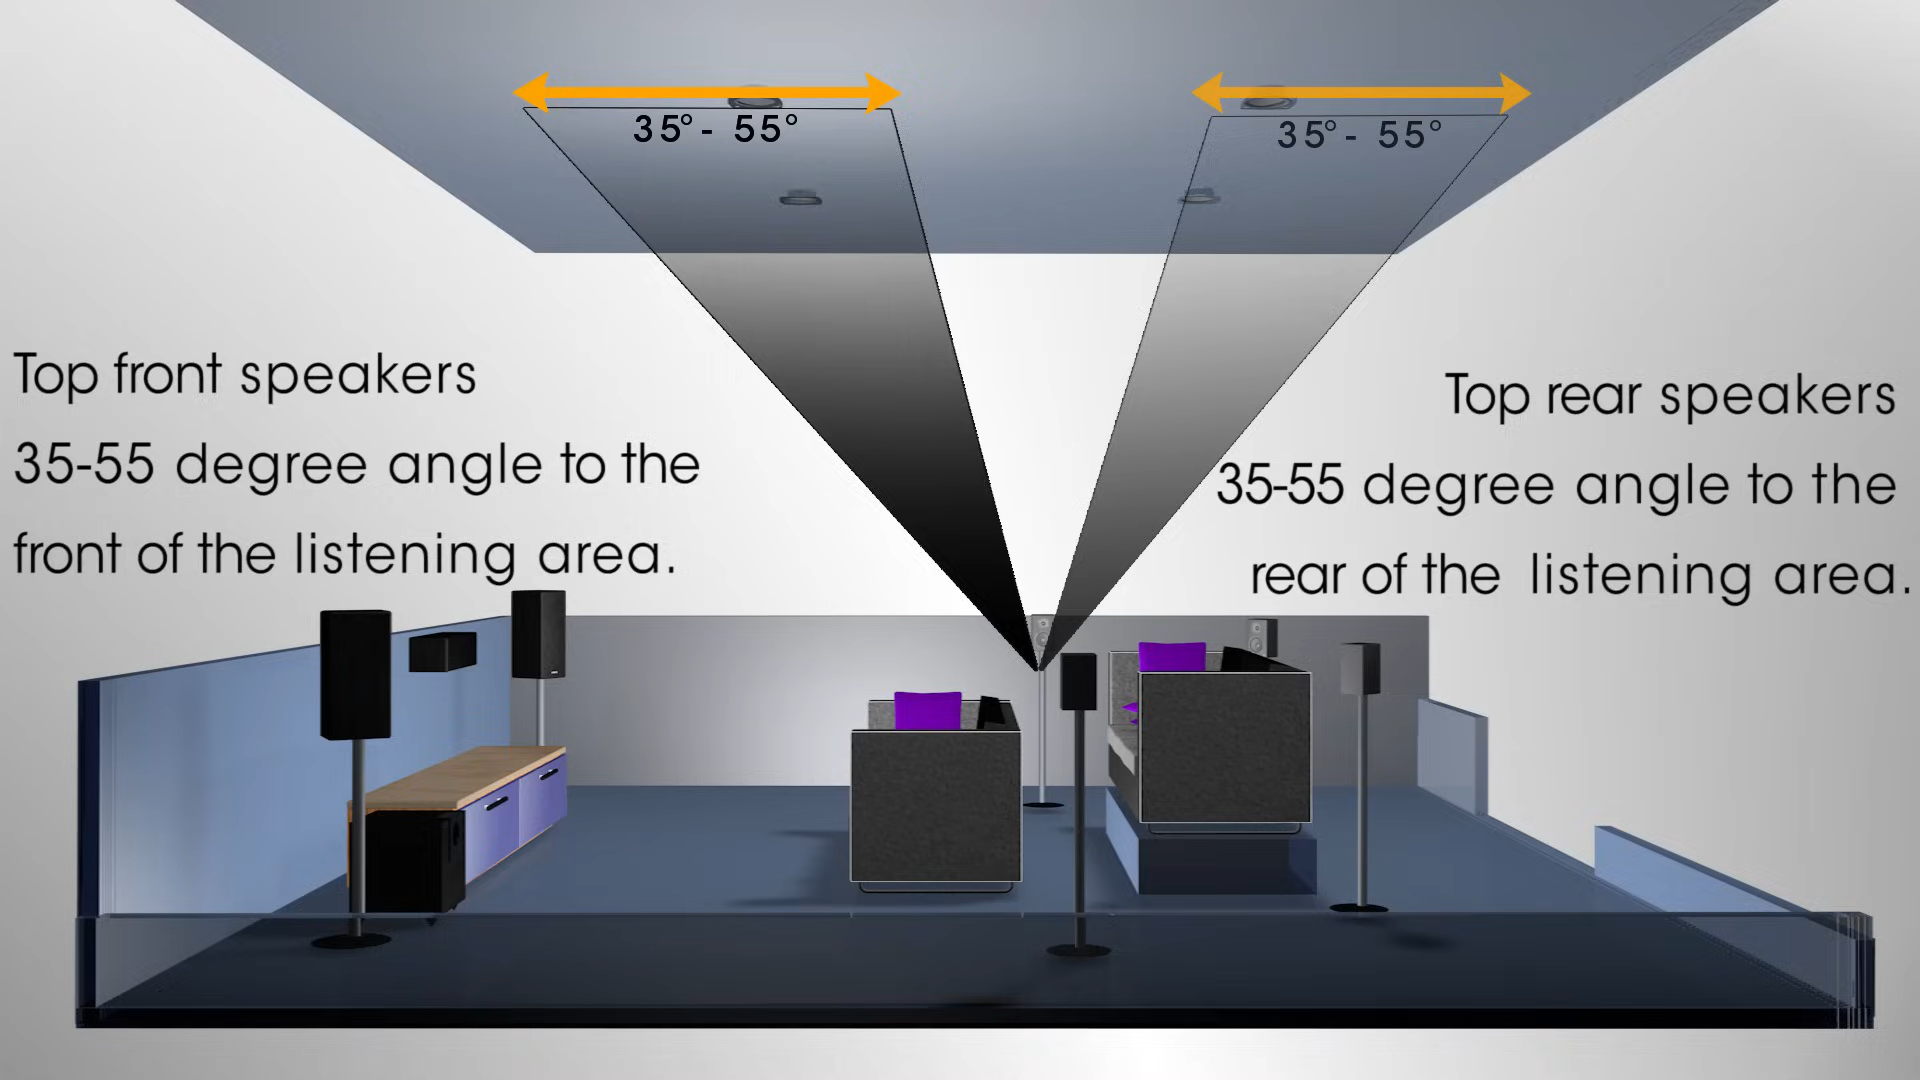 35°- 55°
35°- 55°
Top front speakers
35-55 degree angle to the
front of the listening area.
Top rear speakers
35-55 degree angle to the
rear of the listening area.